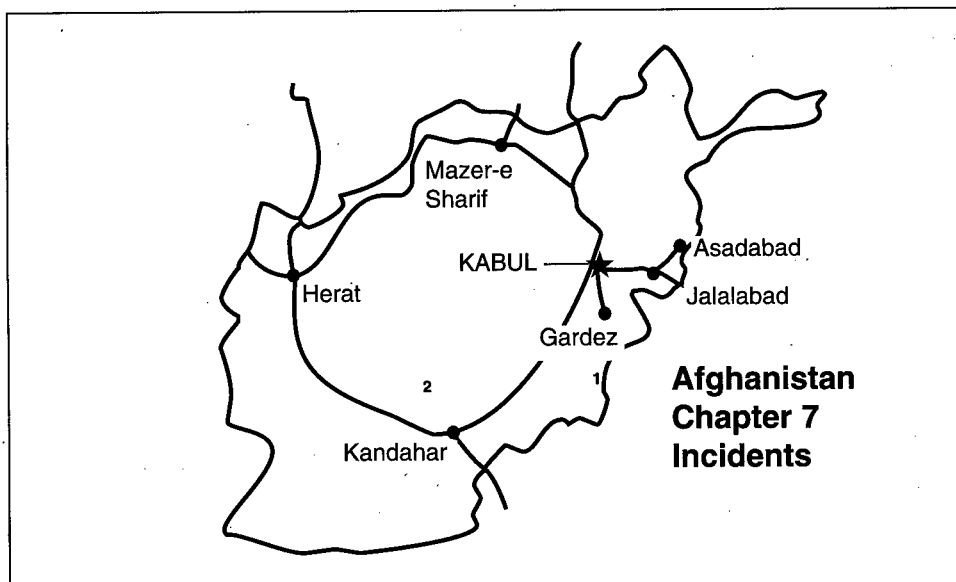 Mazer-e
Sharif
KABUL
Asadabad
Jalalabad
Herat
Gardez
2
1
Afghanistan
Chapter 7
Incidents
Kandahar